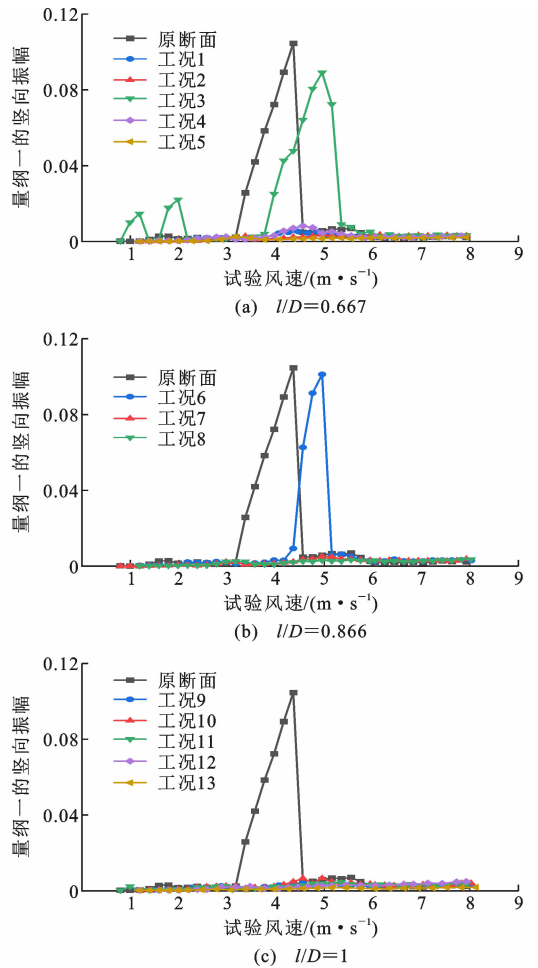 0.12
0.08
0.04
0
量纲一的竖向振幅
原断面
工况1
工况2
工况3
工况4
工况5
1 2 3 4 5 6 7 8 9
试验风速/(m·s⁻¹)
(a) l/D=0.667
0.12
0.08
0.04
0
量纲一的竖向振幅
原断面
工况6
工况7
工况8
1 2 3 4 5 6 7 8 9
试验风速/(m·s⁻¹)
(b) l/D=0.866
0.12
0.08
0.04
0
量纲一的竖向振幅
原断面
工况9
工况10
工况11
工况12
工况13
1 2 3 4 5 6 7 8 9
试验风速/(m·s⁻¹)
(c) l/D=1